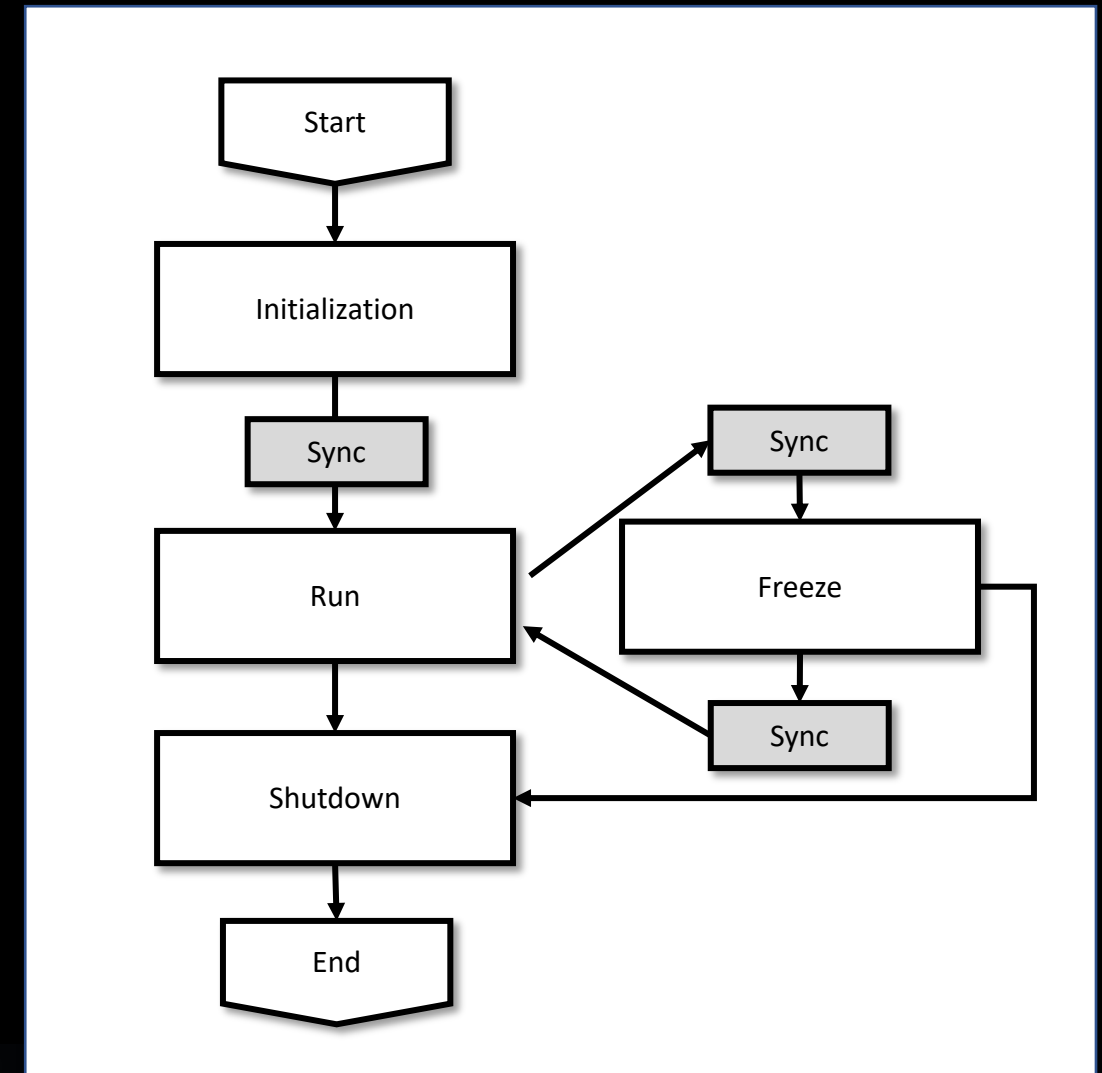 Start
Initialization
Sync
Sync
Run
Freeze
Sync
Shutdown
End